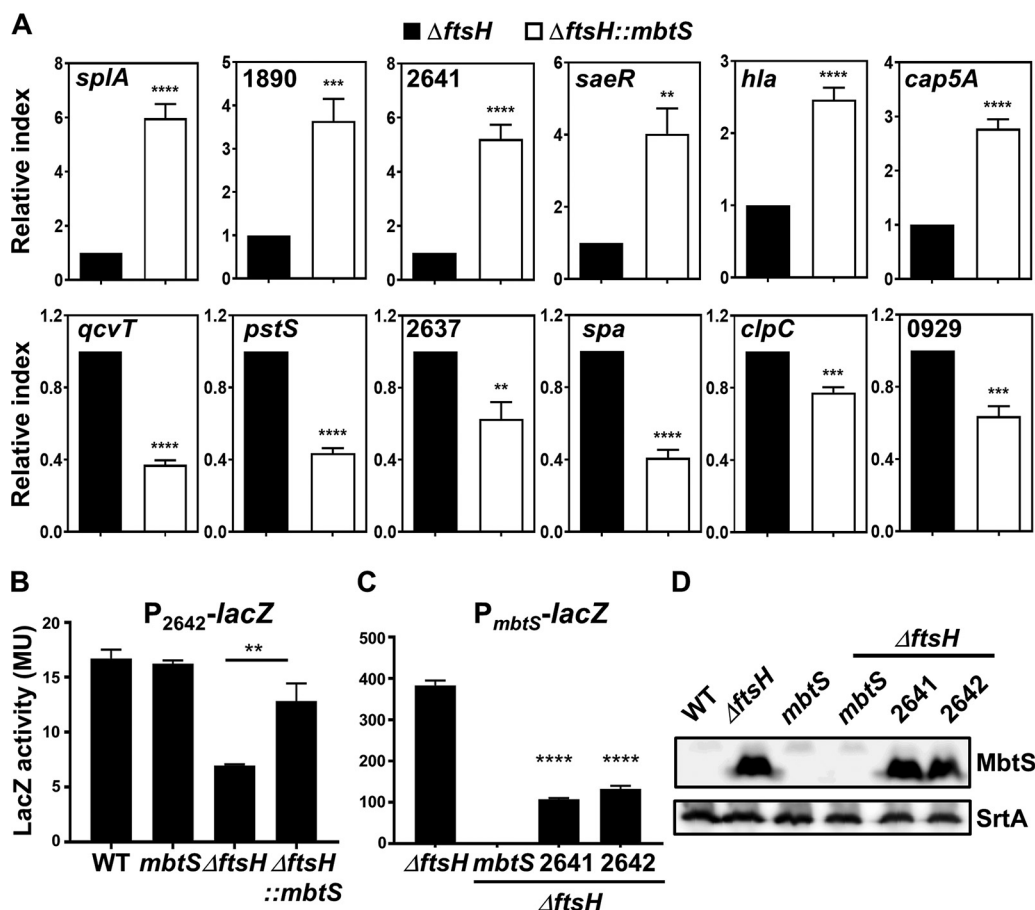 A
ΔftsH ΔftsH::mbtS
Relative index
splA 1890 2641 saeR hla cap5A
**** *** **** ** **** ****
8 5 8 6 3 4
6 4 6 4 2 3
4 3 4 2 1 2
2 2 2 0 0 1
0 1 0 0
0
Relative index
qcvT pstS 2637 spa clpC 0929
**** **** ** **** *** ***
1.2 1.2 1.2 1.2 1.2 1.2
0.8 0.8 0.8 0.8 0.8 0.8
0.4 0.4 0.4 0.4 0.4 0.4
0.0 0.0 0.0 0.0 0.0 0.0
B
P2642-lacZ
LacZ activity (MU)
20
15
10
5
0
**
WT mbtS ΔftsH ΔftsH
::mbtS
C
PmbtS-lacZ
500
400
300
200
100
0
**** ****
ΔftsH mbtS 2641 2642
ΔftsH
D
ΔftsH
WT ΔftsH mbtS mbtS 2641 2642
MbtS
SrtA